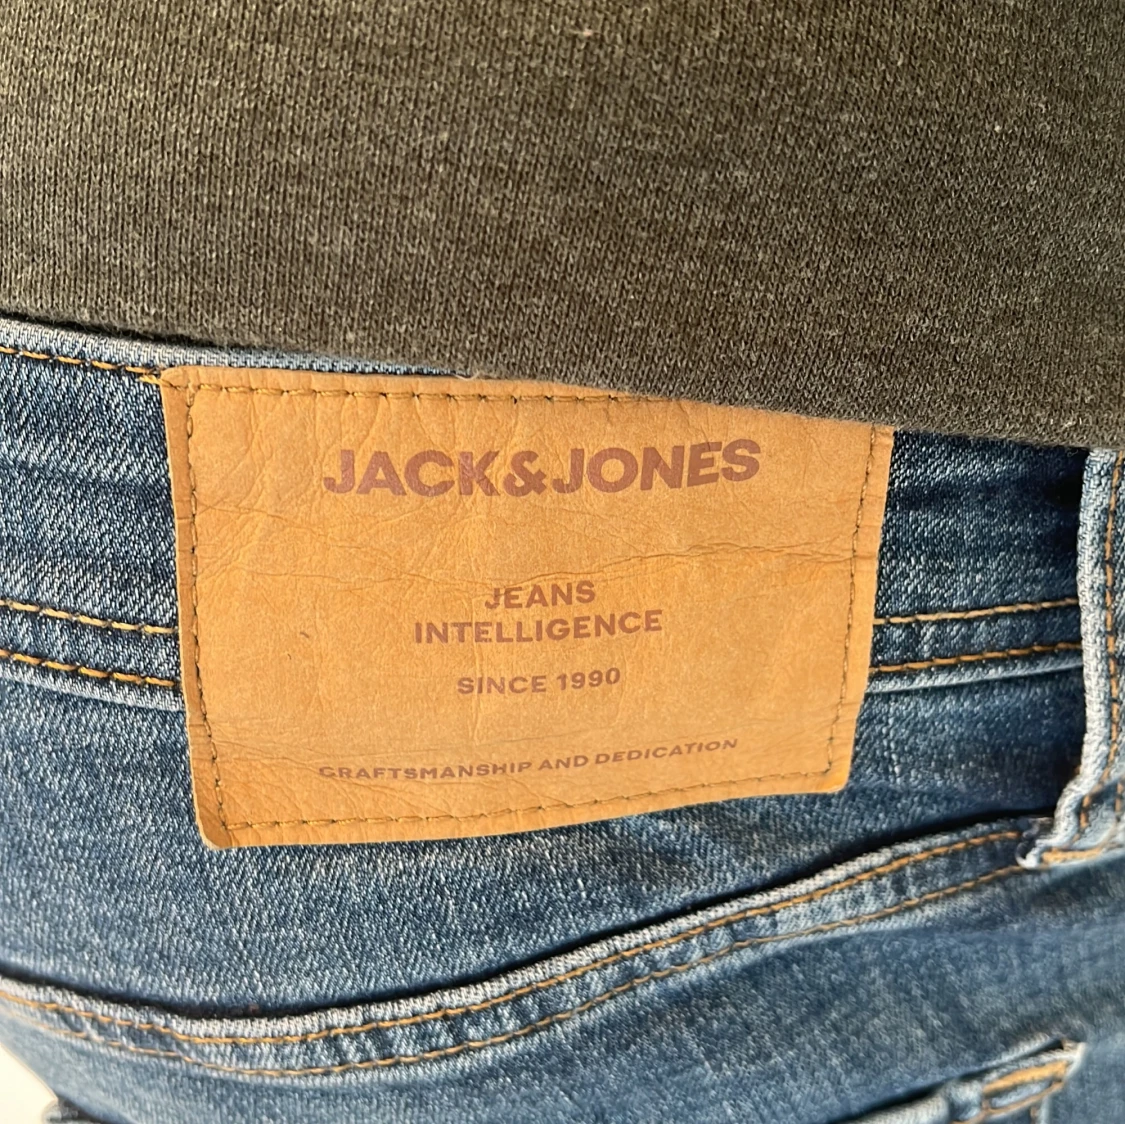 JACK&JONES
JEANS
INTELLIGENCE
SINCE 1990
CRAFTSMANSHIP AND DEDICATION